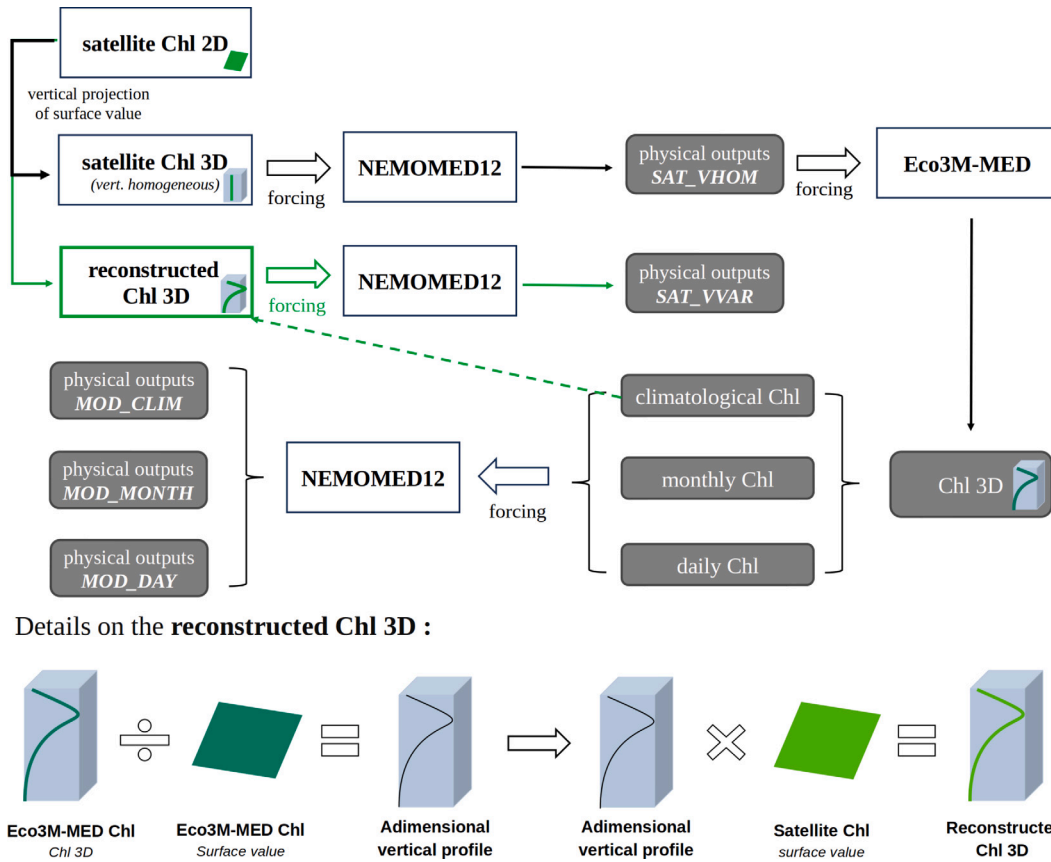 satellite Chl 2D
vertical projection
of surface value
satellite Chl 3D
(vert. homogeneous)
forcing
NEMOMED12
physical outputs
SAT_VHOM
forcing
Eco3M-MED
reconstructed
Chl 3D
forcing
NEMOMED12
physical outputs
SAT_VVAR
physical outputs
MOD_CLIM
physical outputs
MOD_MONTH
physical outputs
MOD_DAY
NEMOMED12
forcing
climatological Chl
monthly Chl
daily Chl
Chl 3D
Details on the reconstructed Chl 3D :
Eco3M-MED Chl
Chl 3D
Eco3M-MED Chl
Surface value
Adimensional
vertical profile
Adimensional
vertical profile
Satellite Chl
surface value
Reconstructe
Chl 3D